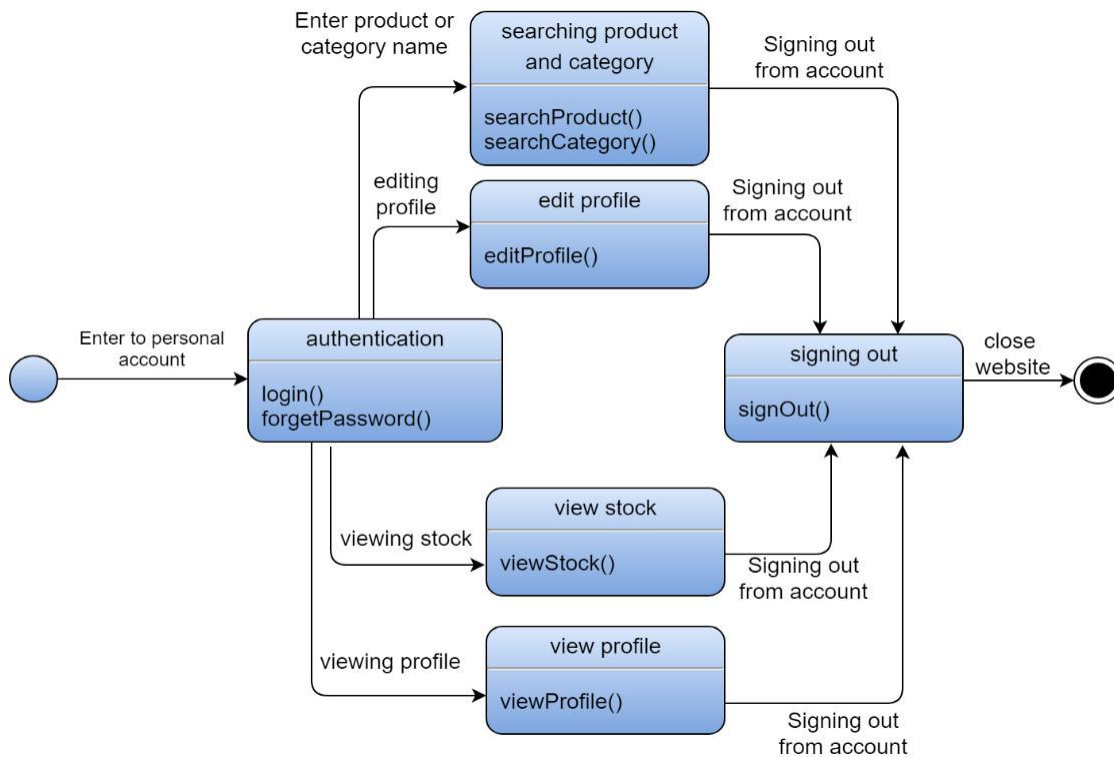 Enter product or
category name
searching product
and category
searchProduct()
searchCategory()
Signing out
from account
editing
profile
edit profile
editProfile()
Signing out
from account
Enter to personal
account
authentication
login()
forgetPassword()
signing out
signOut()
close
website
viewing stock
view stock
viewStock()
Signing out
from account
viewing profile
view profile
viewProfile()
Signing out
from account